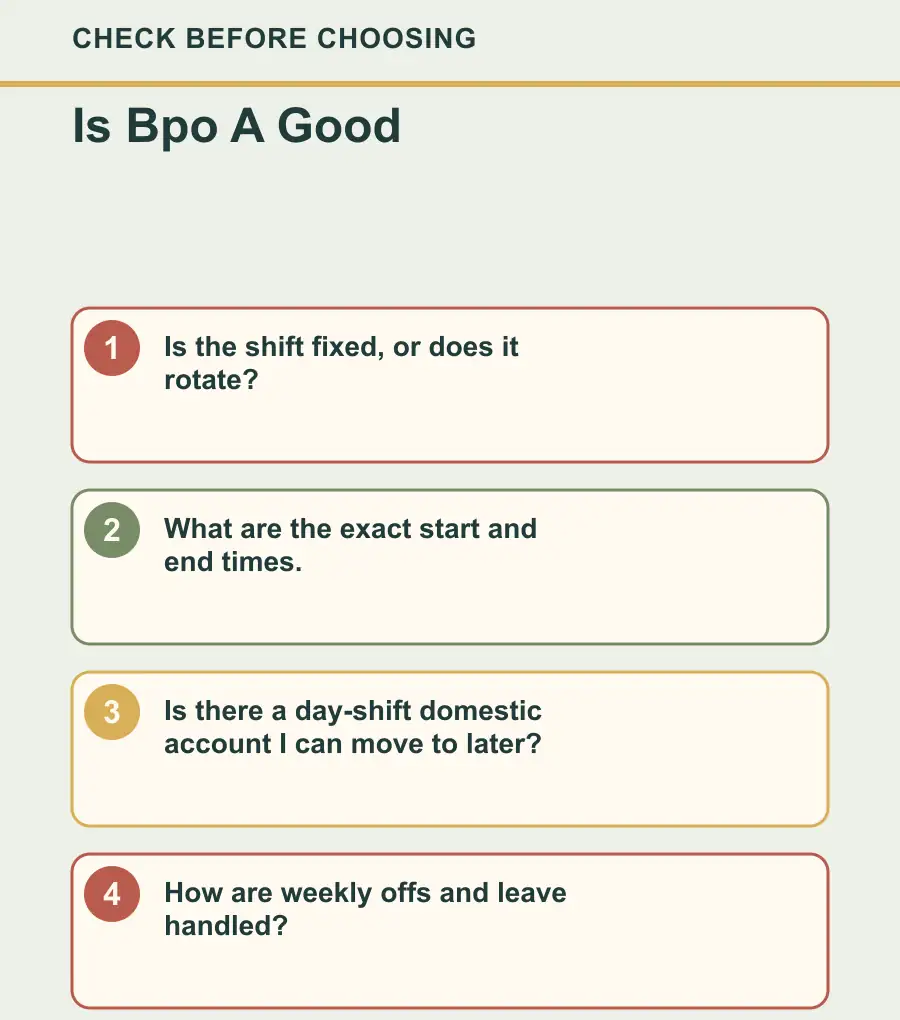 CHECK BEFORE CHOOSING
Is Bpo A Good
1
Is the shift fixed, or does it
rotate?
2
What are the exact start and
end times.
3
Is there a day-shift domestic
account I can move to later?
4
How are weekly offs and leave
handled?